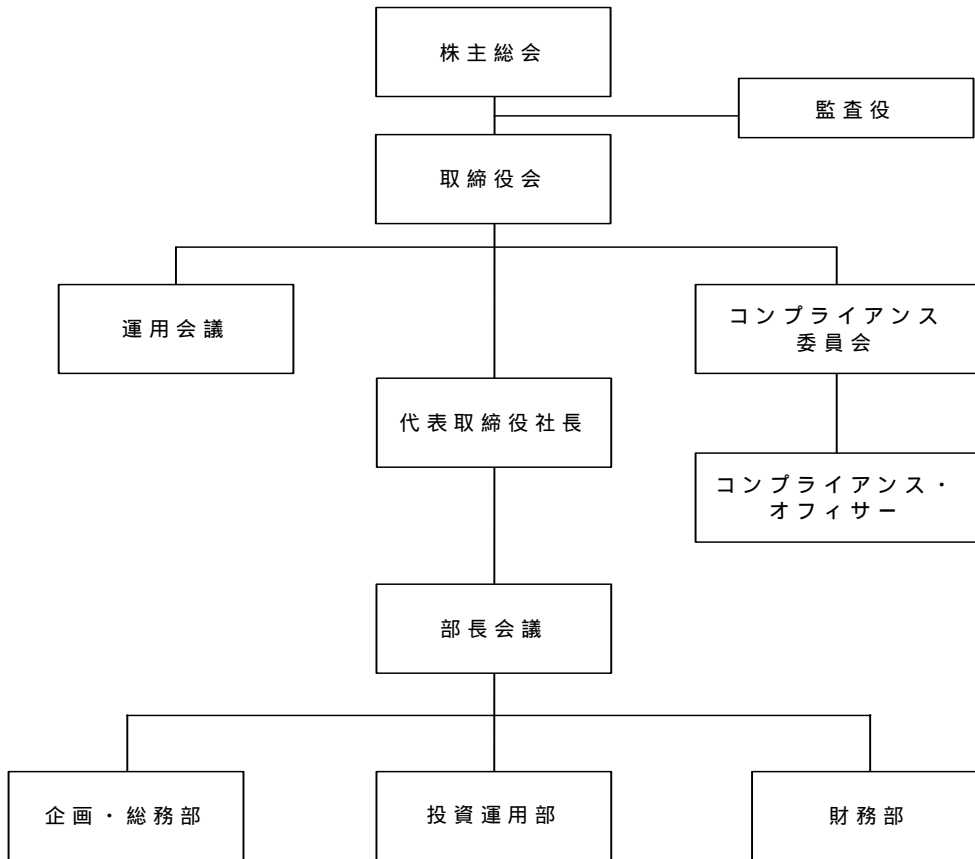 株主総会
監査役
取締役会
運用会議
コンプライアンス
委員会
代表取締役社長
コンプライアンス・
オフィサー
部長会議
企画・総務部
投資運用部
財務部